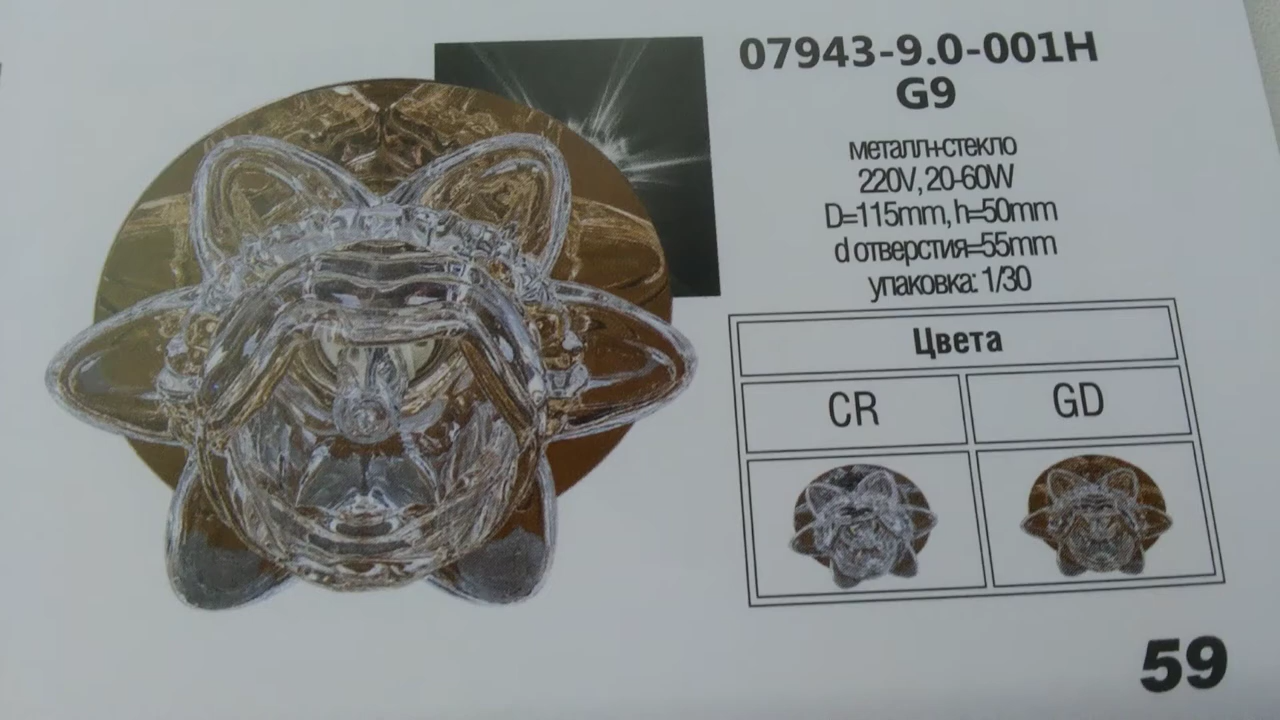 07943-9.0-001H
G9
металл+стекло
220V, 20-60W
D=115mm, h=50mm
d отверстия=55mm
упаковка: 1/30
Цвета
CR
GD
59